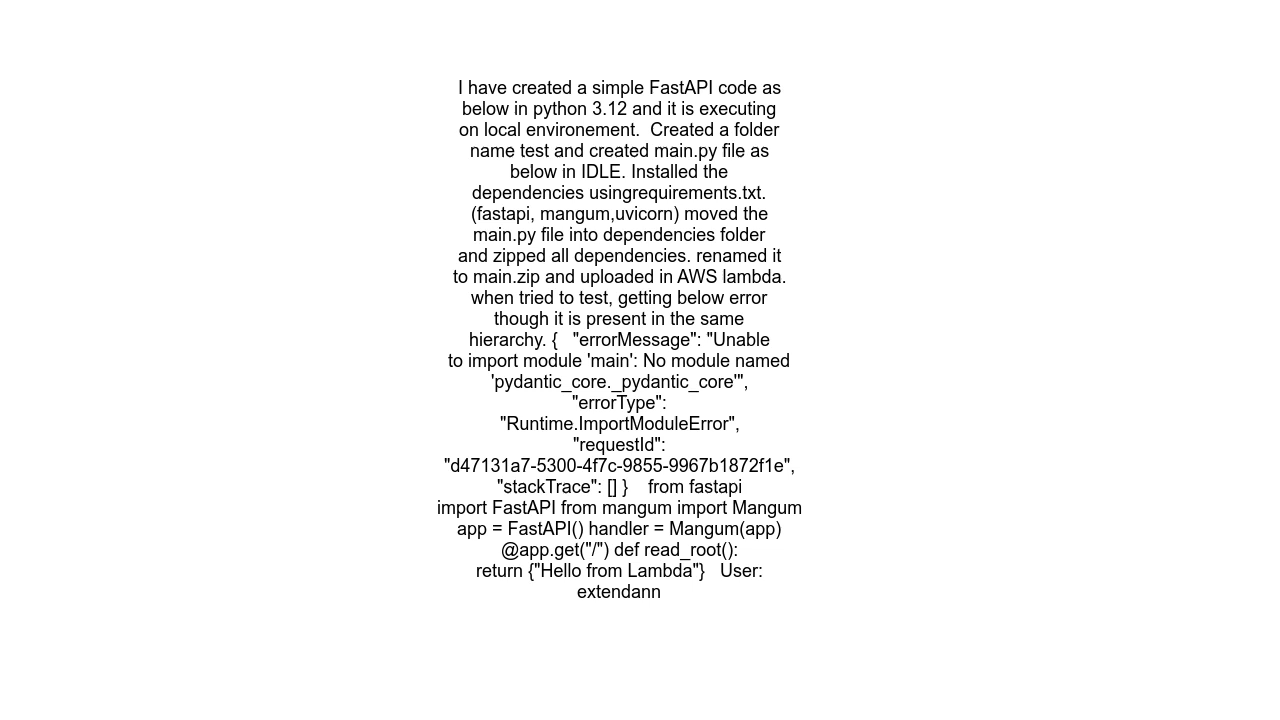 I have created a simple FastAPI code as
below in python 3.12 and it is executing
on local environement.  Created a folder
name test and created main.py file as
below in IDLE. Installed the
dependencies usingrequirements.txt.
(fastapi, mangum,uvicorn) moved the
main.py file into dependencies folder
and zipped all dependencies. renamed it
to main.zip and uploaded in AWS lambda.
when tried to test, getting below error
though it is present in the same
hierarchy. {   "errorMessage": "Unable
to import module 'main': No module named
'pydantic_core._pydantic_core'",
"errorType":
"Runtime.ImportModuleError",
"requestId":
"d47131a7-5300-4f7c-9855-9967b1872f1e",
"stackTrace": [] }    from fastapi
import FastAPI from mangum import Mangum
app = FastAPI() handler = Mangum(app)
@app.get("/") def read_root():
return {"Hello from Lambda"}   User:
extendann